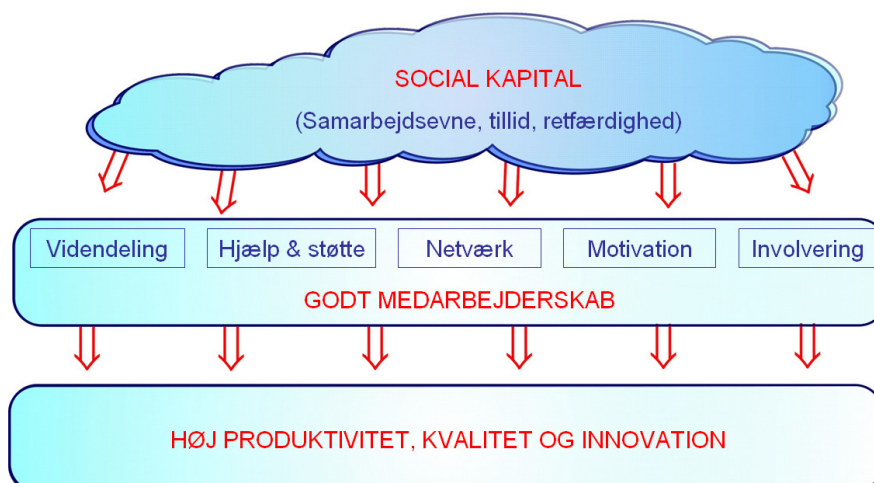 SOCIAL KAPITAL
(Samarbejdsevne, tillid, retfærdighed)
Videndeling
Hjælp & støtte
Netværk
Motivation
Involvering
GODT MEDARBEJDERSKAB
HØJ PRODUKTIVITET, KVALITET OG INNOVATION